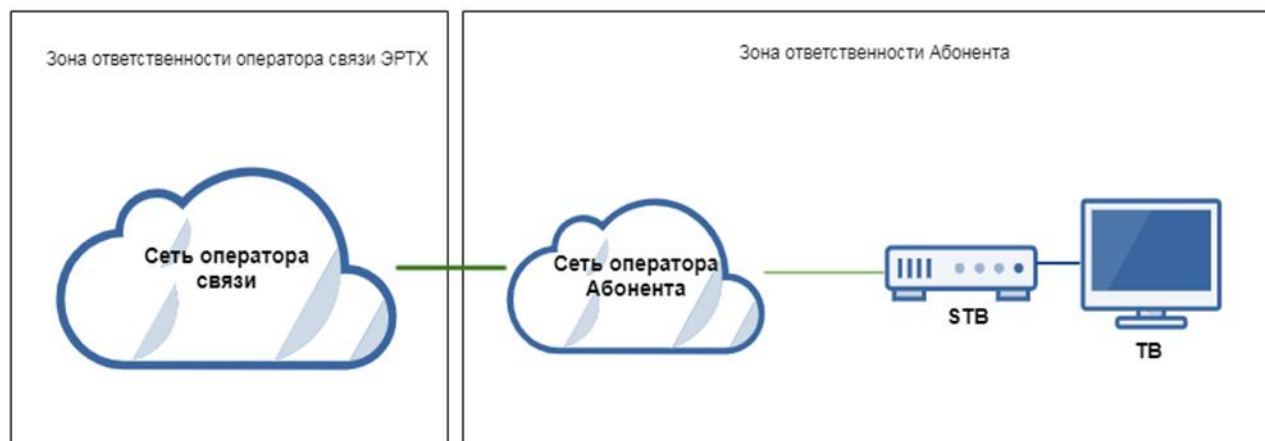 Зона ответственности оператора связи ЭРТХ
Зона ответственности Абонента
Сеть оператора
связи
Сеть оператора
Абонента
STB
ТВ